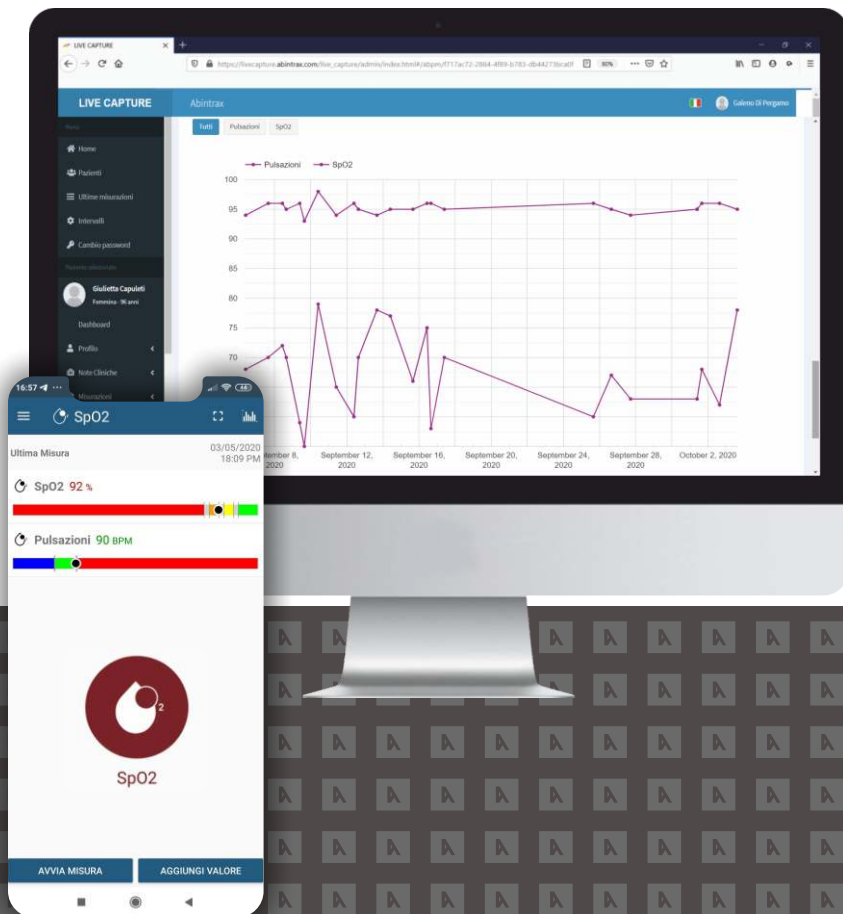 LIVE CAPTURE
https://livecapture.abintrax.com/live_capture/admin/index.html#/abpm/
80%
LIVE CAPTURE
Abintrax
Galeno Di Pergamo
Menu
Tutti Pulsazioni SpO2
Home
Pazienti
Ultime misurazioni
Intervalli
Cambio password
Giulietta Capuleti
Femmina - 96 anni
Dashboard
Profilo
Note Cliniche
Misurazioni
Pulsazioni SpO2
100
95
90
85
80
75
70
September 12, 2020
September 16, 2020
September 20, 2020
September 24, 2020
September 28, 2020
October 2, 2020
16:57
SpO2
Ultima Misura
03/05/2020
18:09 PM
SpO2 92 %
Pulsazioni 90 BPM
2
SpO2
AVVIA MISURA AGGIUNGI VALORE